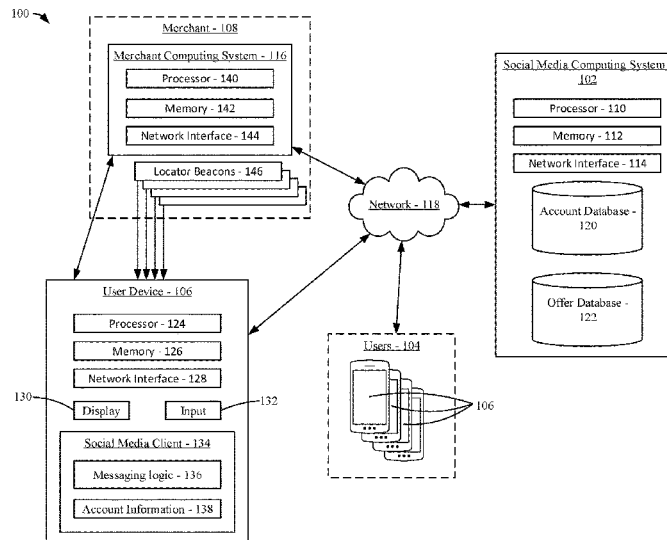 100
Merchant - 108
Merchant Computing System - 116
Processor - 140
Memory - 142
Network Interface - 144
Locator Beacons - 146
Social Media Computing System -
102
Processor - 110
Memory - 112
Network Interface - 114
Account Database -
120
Offer Database -
122
Network - 118
User Device - 106
Processor - 124
Memory - 126
Network Interface - 128
130
Display
Input
132
Social Media Client - 134
Messaging logic - 136
Account Information - 138
Users - 104
106